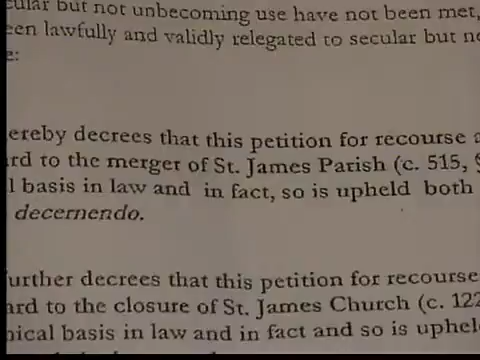 cular but not unbecoming use have not been met,
een lawfully and validly relegated to secular but n
e:
ereby decrees that this petition for recourse
rd to the merger of St. James Parish (c. 515,
l basis in law and in fact, so is upheld both
decernendo.
urther decrees that this petition for recourse
ard to the closure of St. James Church (c. 122
nical basis in law and in fact and so is uphel